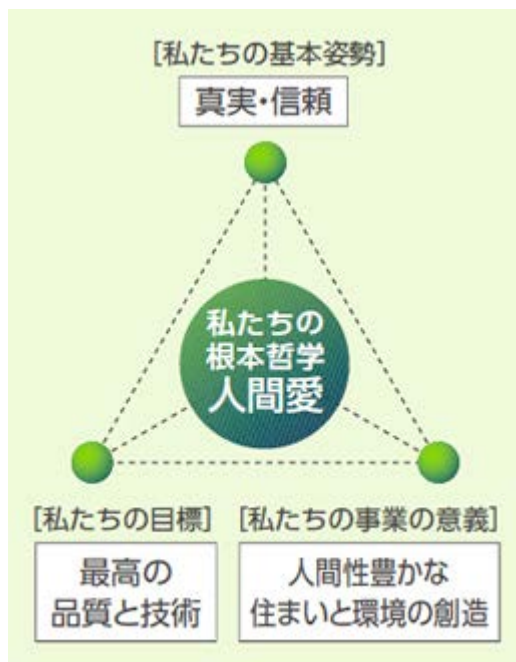 [私たちの基本姿勢]
真実・信頼
私たちの
根本哲学
人間愛
[私たちの目標]
最高の
品質と技術
[私たちの事業の意義]
人間性豊かな
住まいと環境の創造